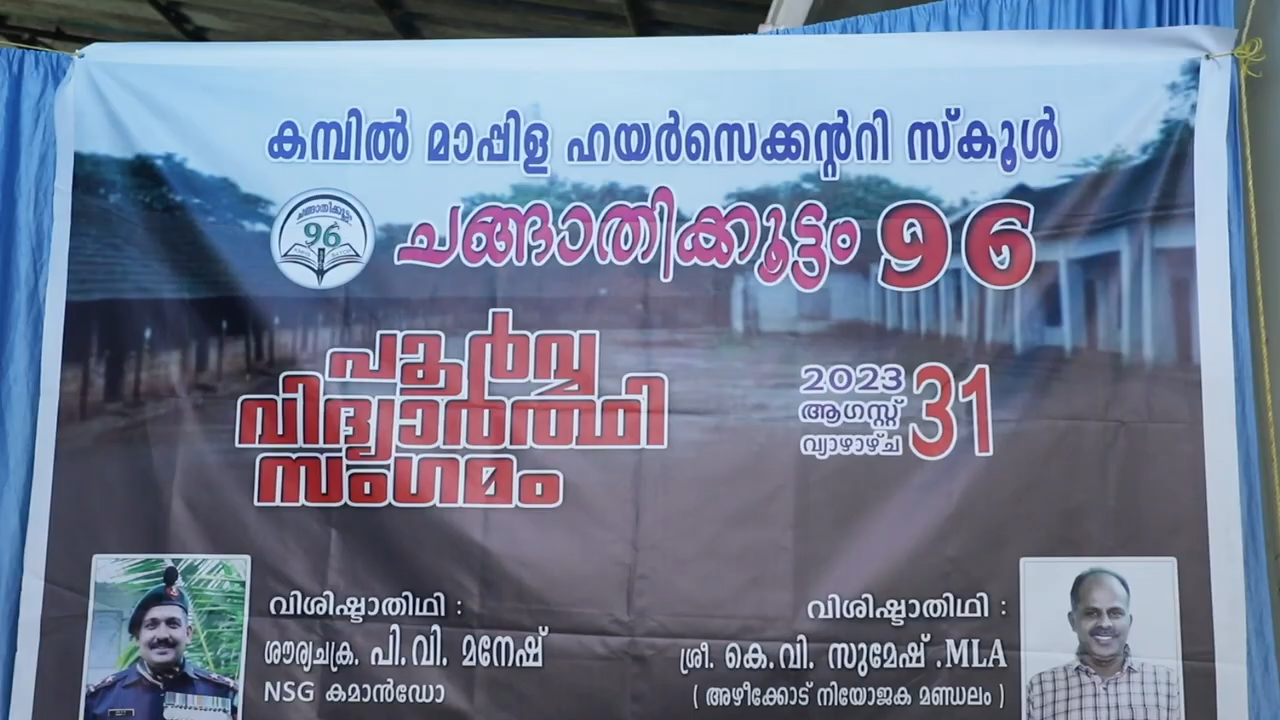 കമ്പിൽ മാപ്പിള ഹയർസെക്കന്ററി സ്കൂൾ
ചങ്ങാതിക്കൂട്ടം
96
ചങ്ങാതിക്കൂട്ടം 96
പൂർവ്വ
വിദ്യാർത്ഥി
സംഗമം
2023
ആഗസ്റ്റ്
വ്യാഴാഴ്ച
31
വിശിഷ്ടാതിഥി :
ശൗര്യചക്ര. പി.വി. മനേഷ്
NSG കമാൻഡോ
വിശിഷ്ടാതിഥി :
ശ്രീ. കെ.വി. സുമേഷ് .MLA
( അഴീക്കോട് നിയോജക മണ്ഡലം )